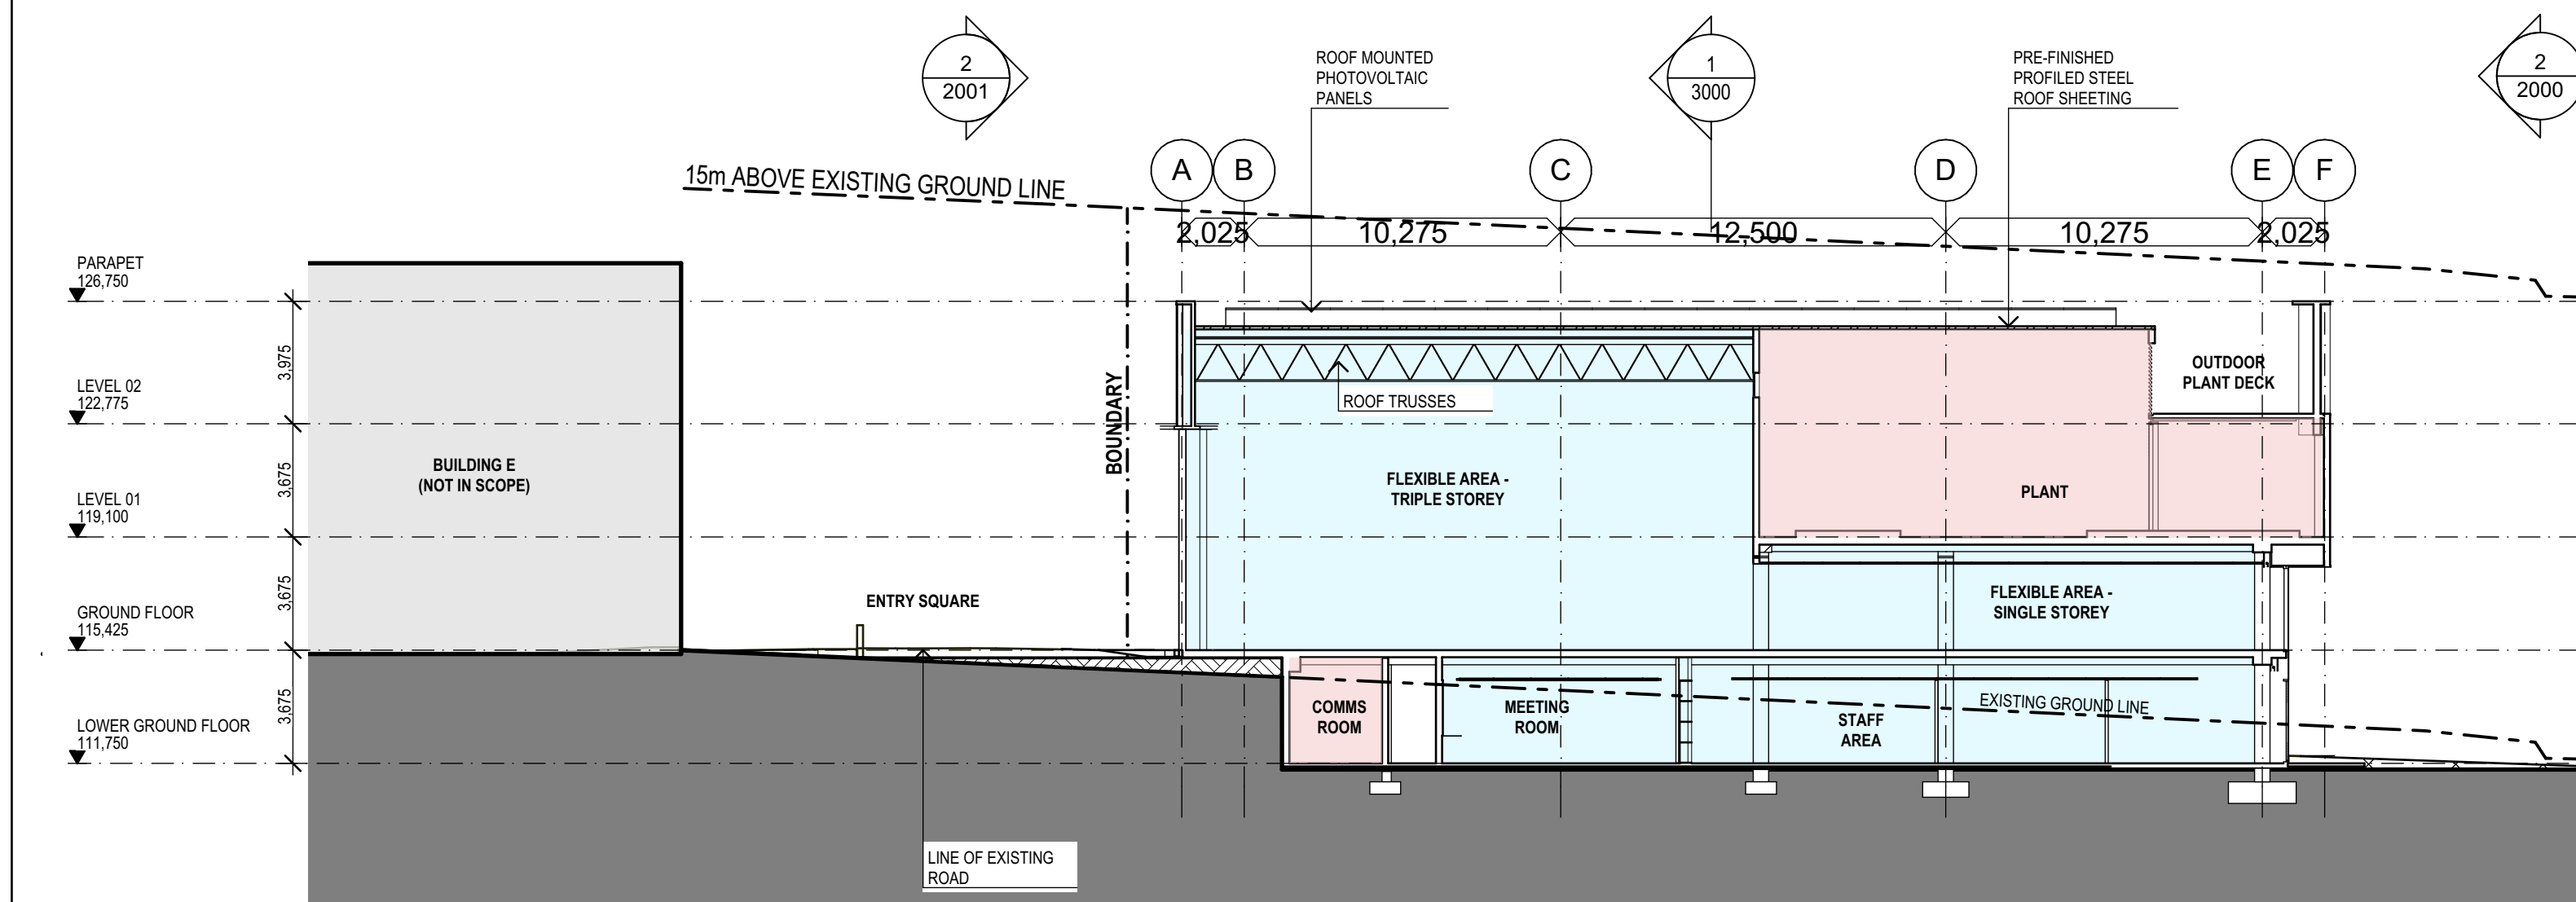 2
2001
ROOF MOUNTED
PHOTOVOLTAIC
PANELS
1
3000
PRE-FINISHED
PROFILED STEEL
ROOF SHEETING
2
2000
15m ABOVE EXISTING GROUND LINE
A
B
C
D
E
F
2,025
10,275
12,500
10,275
2,025
PARAPET
126,750
3,975
LEVEL 02
122,775
3,675
LEVEL 01
119,100
3,675
GROUND FLOOR
115,425
3,675
LOWER GROUND FLOOR
111,750
BUILDING E
(NOT IN SCOPE)
ENTRY SQUARE
BOUNDARY
ROOF TRUSSES
OUTDOOR
PLANT DECK
FLEXIBLE AREA -
TRIPLE STOREY
PLANT
FLEXIBLE AREA -
SINGLE STOREY
COMMS
ROOM
MEETING
ROOM
STAFF
AREA
EXISTING GROUND LINE
LINE OF EXISTING
ROAD